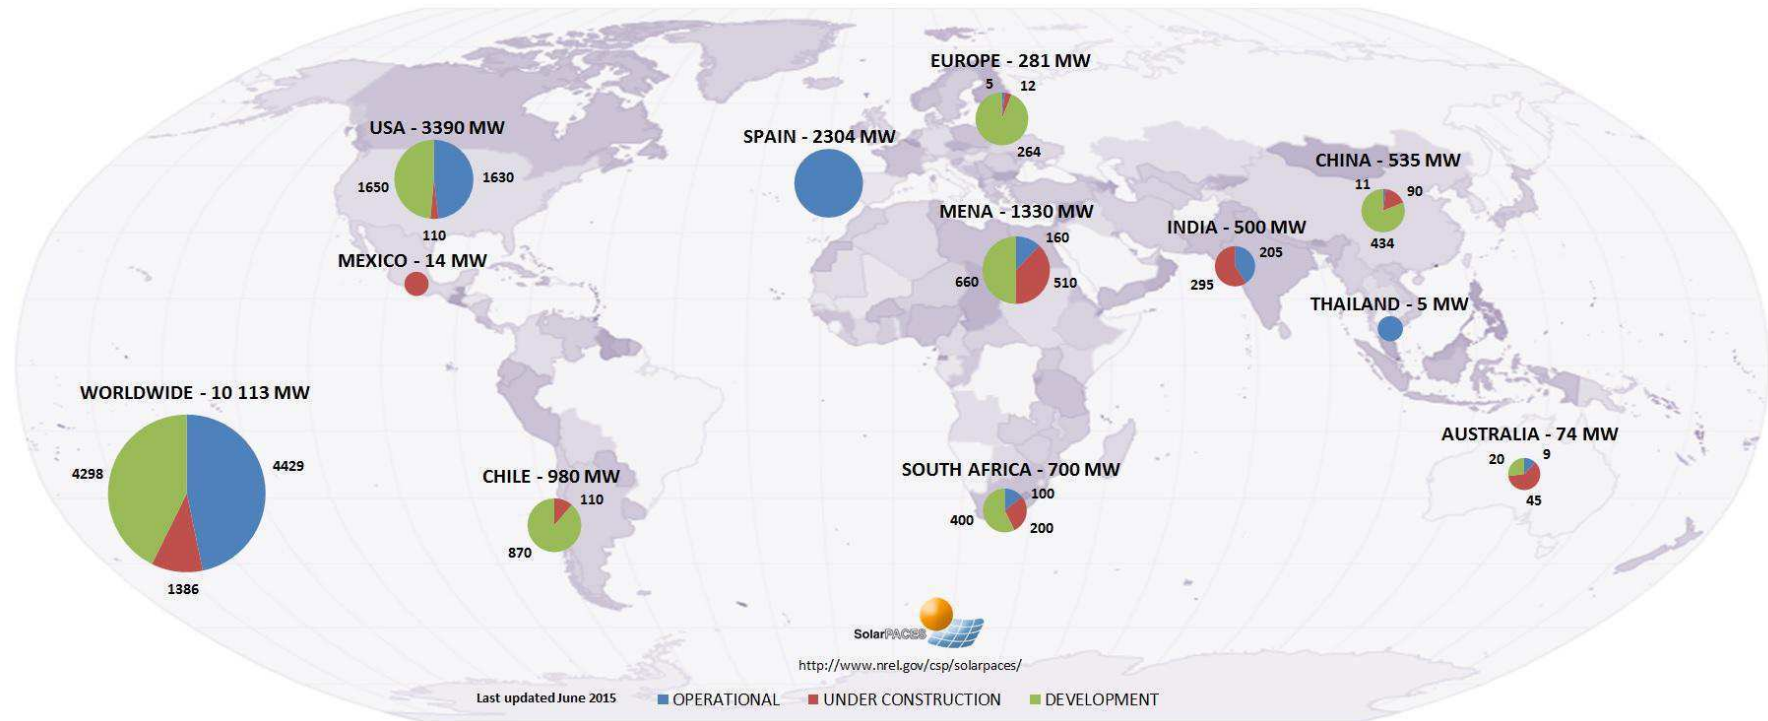 EUROPE - 281 MW
5
12
264
USA - 3390 MW
1650
1630
110
SPAIN - 2304 MW
CHINA - 535 MW
11
90
434
MENA - 1330 MW
160
660
510
INDIA - 500 MW
205
295
MEXICO - 14 MW
THAILAND - 5 MW
WORLDWIDE - 10 113 MW
4298
4429
1386
CHILE - 980 MW
110
870
SOUTH AFRICA - 700 MW
100
400
200
AUSTRALIA - 74 MW
20
9
45
SolarPACES
http://www.nrel.gov/csp/solarpaces/
Last updated June 2015
OPERATIONAL
UNDER CONSTRUCTION
DEVELOPMENT